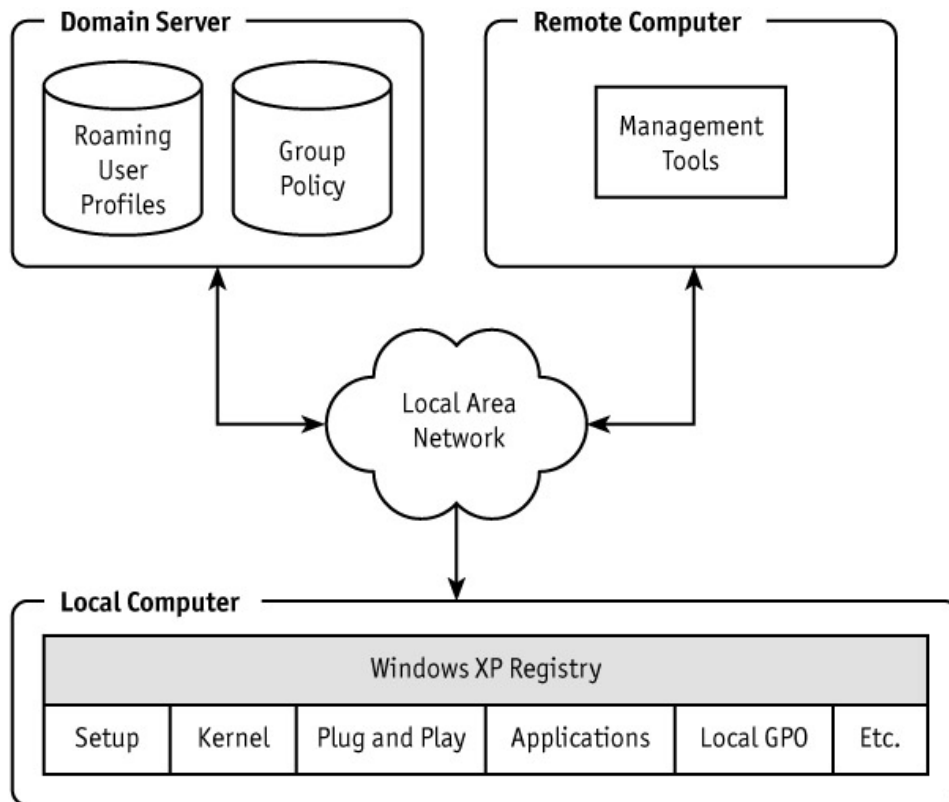 Domain Server
Roaming
User
Profiles
Group
Policy
Remote Computer
Management
Tools
Local Area
Network
Local Computer
Windows XP Registry
Setup
Kernel
Plug and Play
Applications
Local GPO
Etc.